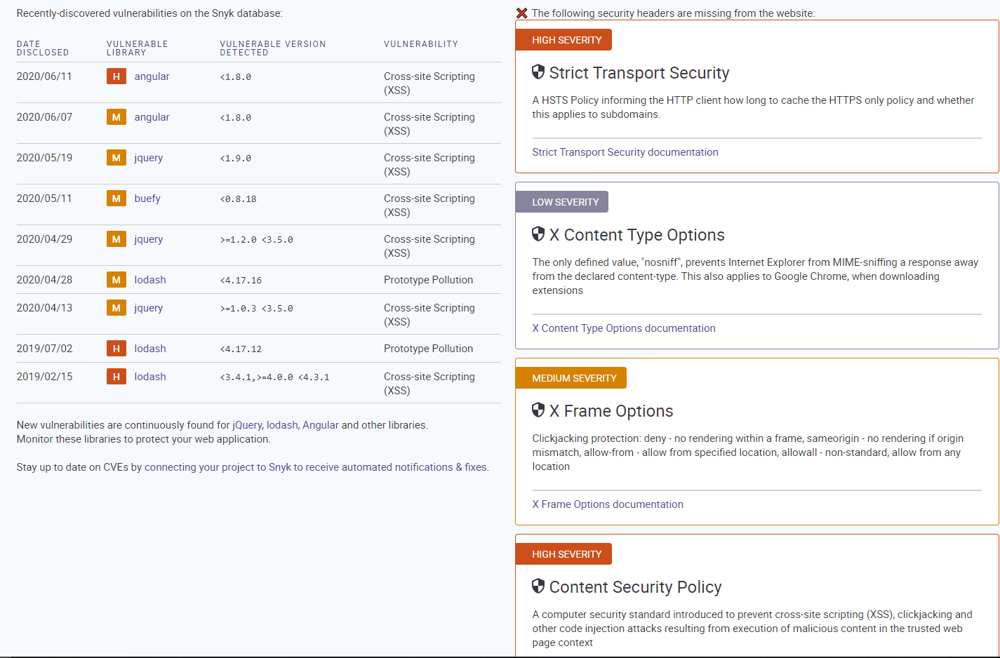 Recently-discovered vulnerabilities on the Snyk database:
DATE DISCLOSED VULNERABLE LIBRARY VULNERABLE VERSION DETECTED VULNERABILITY
2020/06/11 H angular <1.8.0 Cross-site Scripting
(XSS)
2020/06/07 M angular <1.8.0 Cross-site Scripting
(XSS)
2020/05/19 M jquery <1.9.0 Cross-site Scripting
(XSS)
2020/05/11 M buefy <0.8.18 Cross-site Scripting
(XSS)
2020/04/29 M jquery >=1.2.0 <3.5.0 Cross-site Scripting
(XSS)
2020/04/28 M lodash <4.17.16 Prototype Pollution
2020/04/13 M jquery >=1.0.3 <3.5.0 Cross-site Scripting
(XSS)
2019/07/02 H lodash <4.17.12 Prototype Pollution
2019/02/15 H lodash <3.4.1,>=4.0.0 <4.3.1 Cross-site Scripting
(XSS)
New vulnerabilities are continuously found for jQuery, lodash, Angular and other libraries.
Monitor these libraries to protect your web application.
Stay up to date on CVEs by connecting your project to Snyk to receive automated notifications & fixes.
The following security headers are missing from the website:
HIGH SEVERITY
Strict Transport Security
A HSTS Policy informing the HTTP client how long to cache the HTTPS only policy and whether
this applies to subdomains.
Strict Transport Security documentation
LOW SEVERITY
X Content Type Options
The only defined value, "nosniff", prevents Internet Explorer from MIME-sniffing a response away
from the declared content-type. This also applies to Google Chrome, when downloading
extensions
X Content Type Options documentation
MEDIUM SEVERITY
X Frame Options
Clickjacking protection: deny - no rendering within a frame, sameorigin - no rendering if origin
mismatch, allow-from - allow from specified location, allowall - non-standard, allow from any
location
X Frame Options documentation
HIGH SEVERITY
Content Security Policy
A computer security standard introduced to prevent cross-site scripting (XSS), clickjacking and
other code injection attacks resulting from execution of malicious content in the trusted web
page context